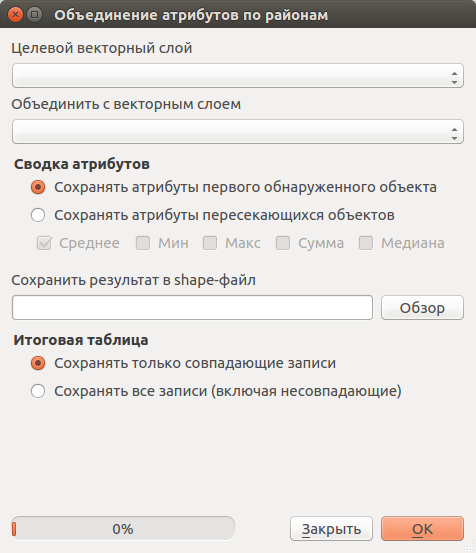 Объединение атрибутов по районам
Целевой векторный слой
Объединить с векторным слоем
Сводка атрибутов
Сохранять атрибуты первого обнаруженного объекта
Сохранять атрибуты пересекающихся объектов
Среднее Мин Макс Сумма Медиана
Сохранить результат в shape-файл
Обзор
Итоговая таблица
Сохранять только совпадающие записи
Сохранять все записи (включая несовпадающие)
0% Закрыть OK